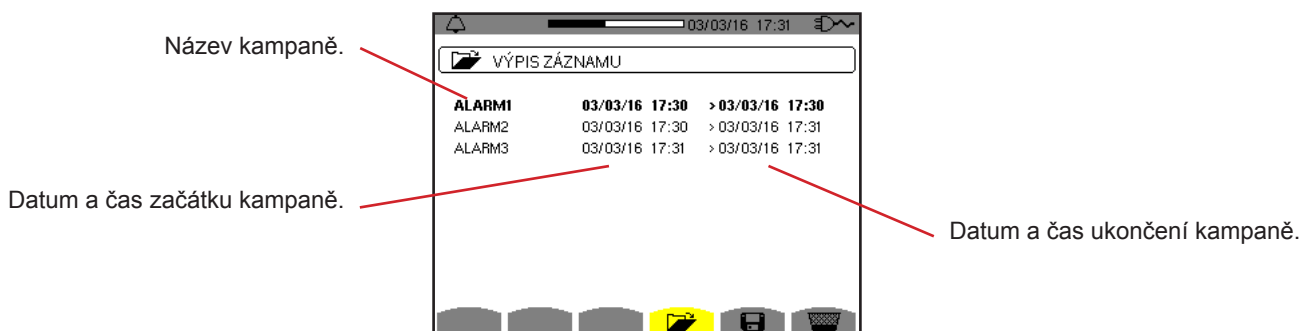 03/03/16 17:31
Název kampaně.
VÝPIS ZÁZNAMU
ALARM1 03/03/16 17:30 >03/03/16 17:30
ALARM2 03/03/16 17:30 >03/03/16 17:31
ALARM3 03/03/16 17:31 >03/03/16 17:31
Datum a čas začátku kampaně.
Datum a čas ukončení kampaně.